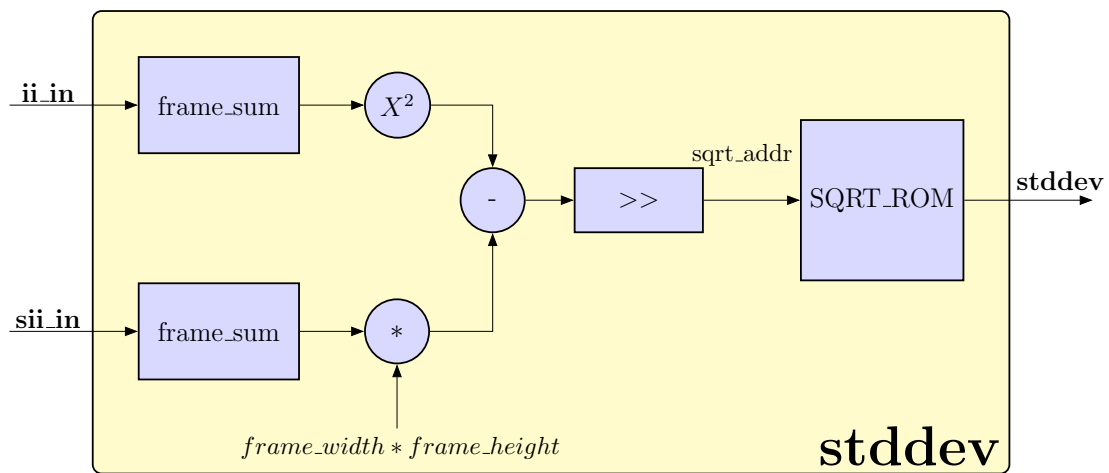 ii_in
frame_sum
X²
sqrt_addr
-
>>
SQRT_ROM
stddev
sii_in
frame_sum
*
frame_width * frame_height
stddev